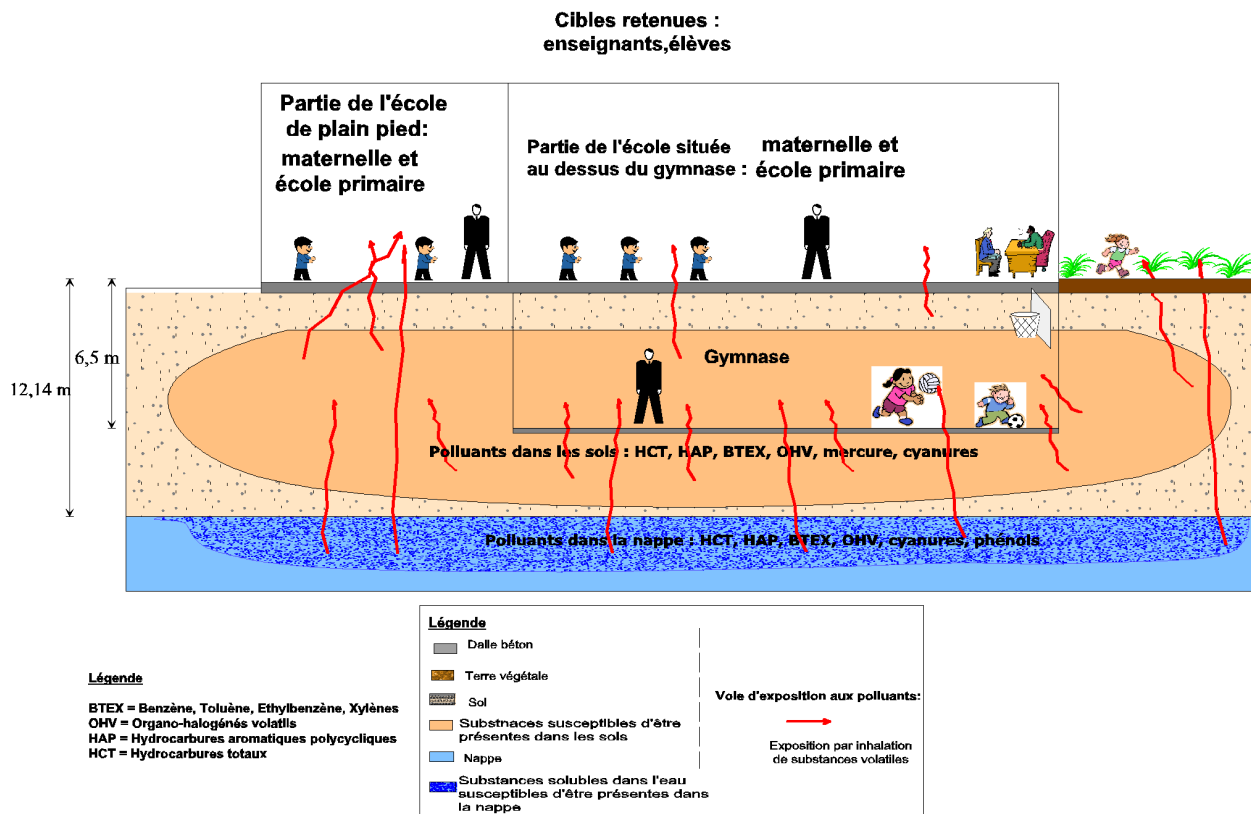 Cibles retenues :
enseignants,élèves
Partie de l'école
de plain pied:
maternelle et
école primaire
Partie de l'école située
au dessus du gymnase :
maternelle et
école primaire
6,5 m
12,14 m
Gymnase
Polluants dans les sols : HCT, HAP, BTEX, OHV, mercure, cyanures
Polluants dans la nappe : HCT, HAP, BTEX, OHV, cyanures, phénols
Légende
BTEX = Benzène, Toluène, Ethylbenzène, Xylènes
OHV = Organo-halogénés volatils
HAP = Hydrocarbures aromatiques polycycliques
HCT = Hydrocarbures totaux
Légende
Dalle béton
Terre végétale
Sol
Substnaces susceptibles d'être
présentes dans les sols
Nappe
Substances solubles dans l'eau
susceptibles d'être présentes dans
la nappe
Voie d'exposition aux polluants:
Exposition par inhalation
de substances volatiles